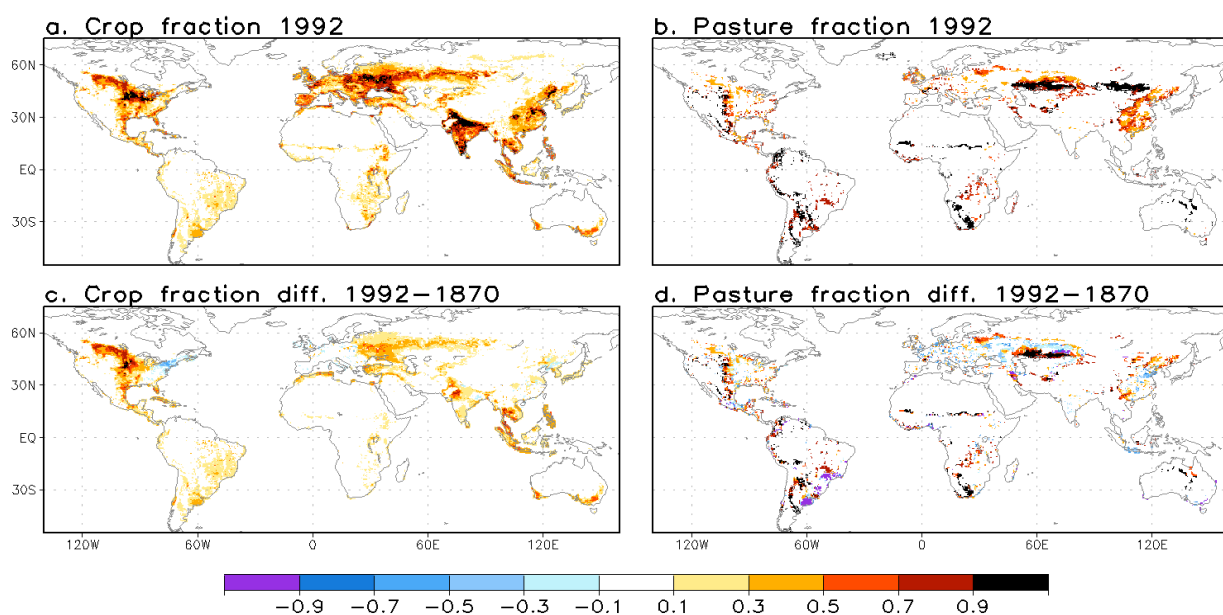 a. Crop fraction 1992
b. Pasture fraction 1992
60N
30N
EQ
30S
c. Crop fraction diff. 1992−1870
d. Pasture fraction diff. 1992−1870
60N
30N
EQ
30S
120W 60W 0 60E 120E 120W 60W 0 60E 120E
−0.9 −0.7 −0.5 −0.3 −0.1 0.1 0.3 0.5 0.7 0.9